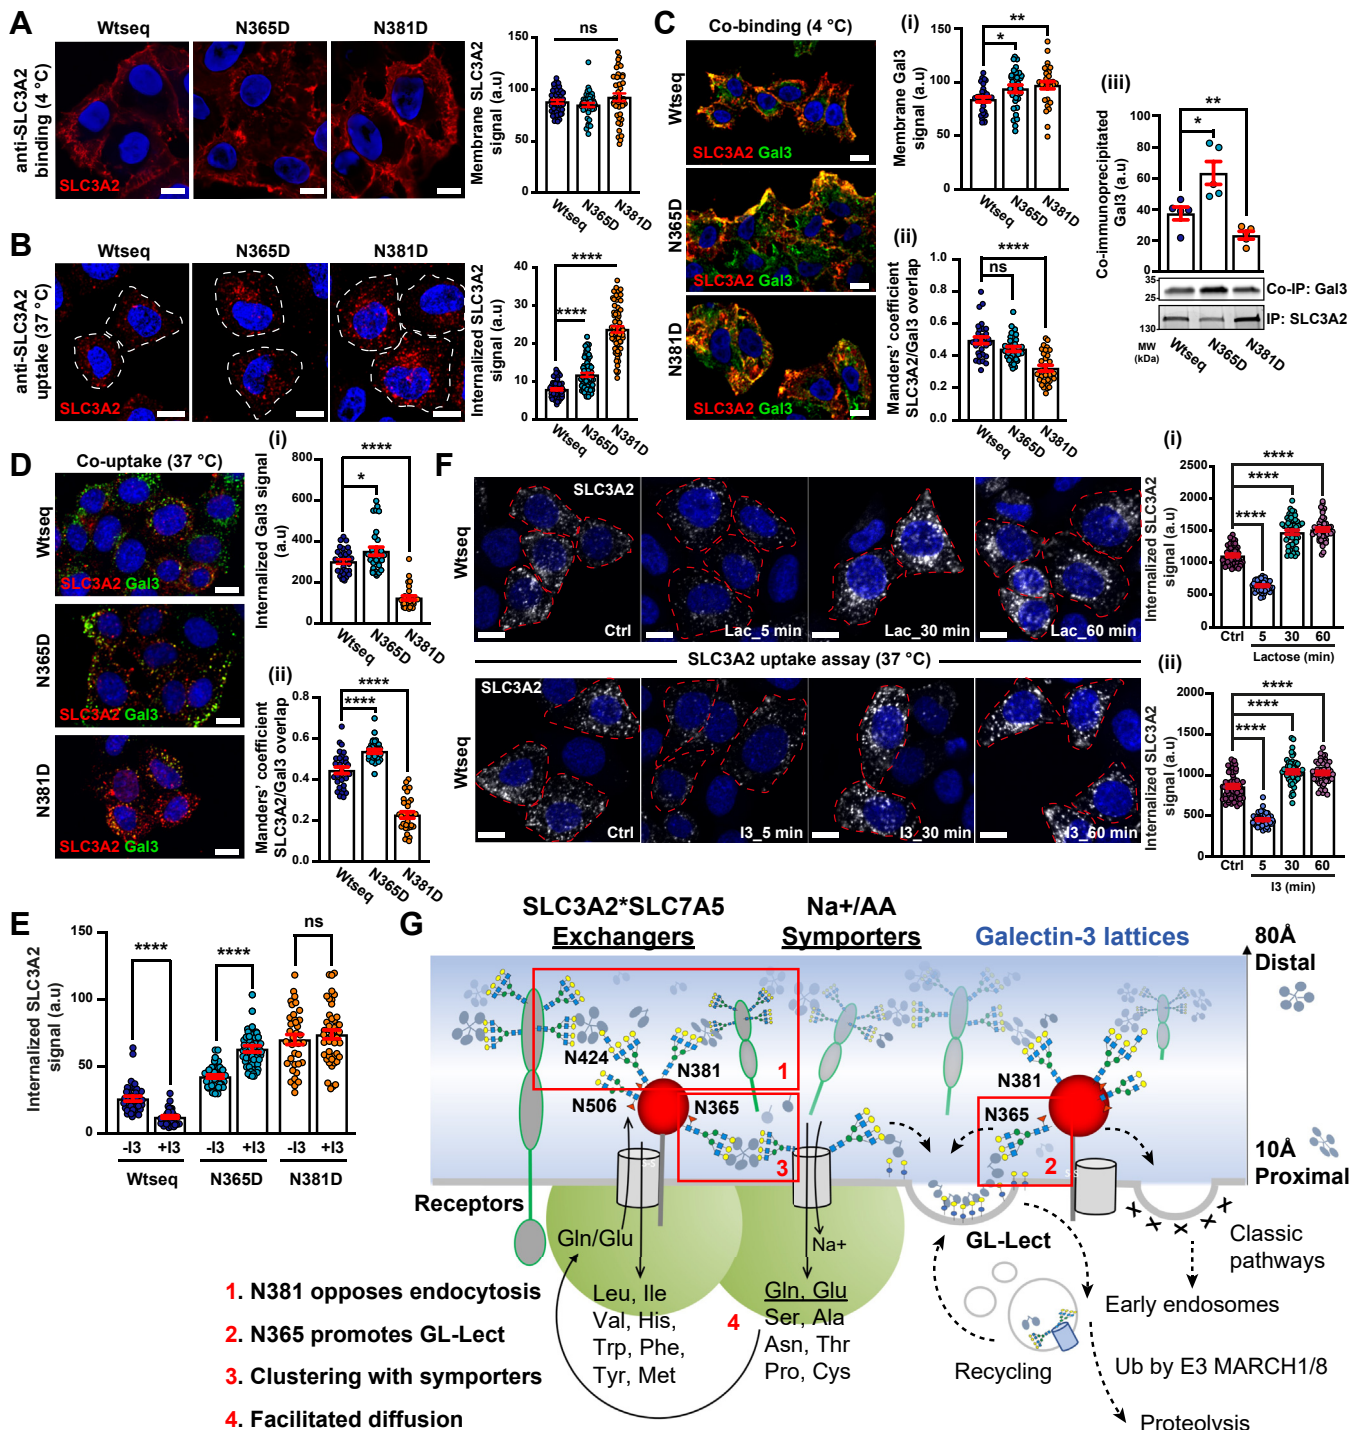 A
Wtseq
N365D
N381D
anti-SLC3A2
binding (4 °C)
SLC3A2
Membrane SLC3A2
signal (a.u)
150
100
50
0
ns
Wtseq
N365D
N381D
B
Wtseq
N365D
N381D
anti-SLC3A2
uptake (37 °C)
SLC3A2
Internalized SLC3A2
signal (a.u)
40
30
20
10
0
****
****
Wtseq
N365D
N381D
C
Co-binding (4 °C)
Wtseq
SLC3A2 Gal3
N365D
SLC3A2 Gal3
N381D
SLC3A2 Gal3
(i)
Membrane Gal3
signal (a.u)
150
100
50
0
**
*
Wtseq
N365D
N381D
(ii)
Manders' coefficient
SLC3A2/Gal3 overlap
1.0
0.8
0.6
0.4
0.2
0.0
****
ns
Wtseq
N365D
N381D
(iii)
Co-immunoprecipitated
Gal3 (a.u)
100
80
60
40
20
0
**
*
35
25
Co-IP: Gal3
130
IP: SLC3A2
MW
(kDa)
Wtseq
N365D
N381D
D
Co-uptake (37 °C)
Wtseq
SLC3A2 Gal3
N365D
SLC3A2 Gal3
N381D
SLC3A2 Gal3
(i)
Internalized Gal3 signal
(a.u)
800
600
400
200
0
****
*
Wtseq
N365D
N381D
(ii)
Manders' coefficient
SLC3A2/Gal3 overlap
0.8
0.6
0.4
0.2
0.0
****
****
Wtseq
N365D
N381D
F
Wtseq
SLC3A2
Ctrl
Lac_5 min
Lac_30 min
Lac_60 min
SLC3A2 uptake assay (37 °C)
Wtseq
SLC3A2
Ctrl
I3_5 min
I3_30 min
I3_60 min
(i)
Internalized SLC3A2
signal (a.u)
2500
2000
1500
1000
500
0
****
****
****
Ctrl 5 30 60
Lactose (min)
(ii)
Internalized SLC3A2
signal (a.u)
2000
1500
1000
500
0
****
****
****
Ctrl 5 30 60
I3 (min)
E
Internalized SLC3A2
signal (a.u)
150
100
50
0
****
****
ns
-I3 +I3 -I3 +I3 -I3 +I3
Wtseq N365D N381D
G
SLC3A2*SLC7A5
Exchangers
Na+/AA
Symporters
Galectin-3 lattices
80Å
Distal
N424
N381
1
N506
N365
3
S-S
N381
N365
2
10Å
Proximal
Receptors
Gln/Glu
Na+
GL-Lect
Classic
pathways
X X X X X
Leu, Ile
Val, His,
Trp, Phe,
Tyr, Met
4
Gln, Glu
Ser, Ala
Asn, Thr
Pro, Cys
Recycling
Early endosomes
Ub by E3 MARCH1/8
Proteolysis
1. N381 opposes endocytosis
2. N365 promotes GL-Lect
3. Clustering with symporters
4. Facilitated diffusion